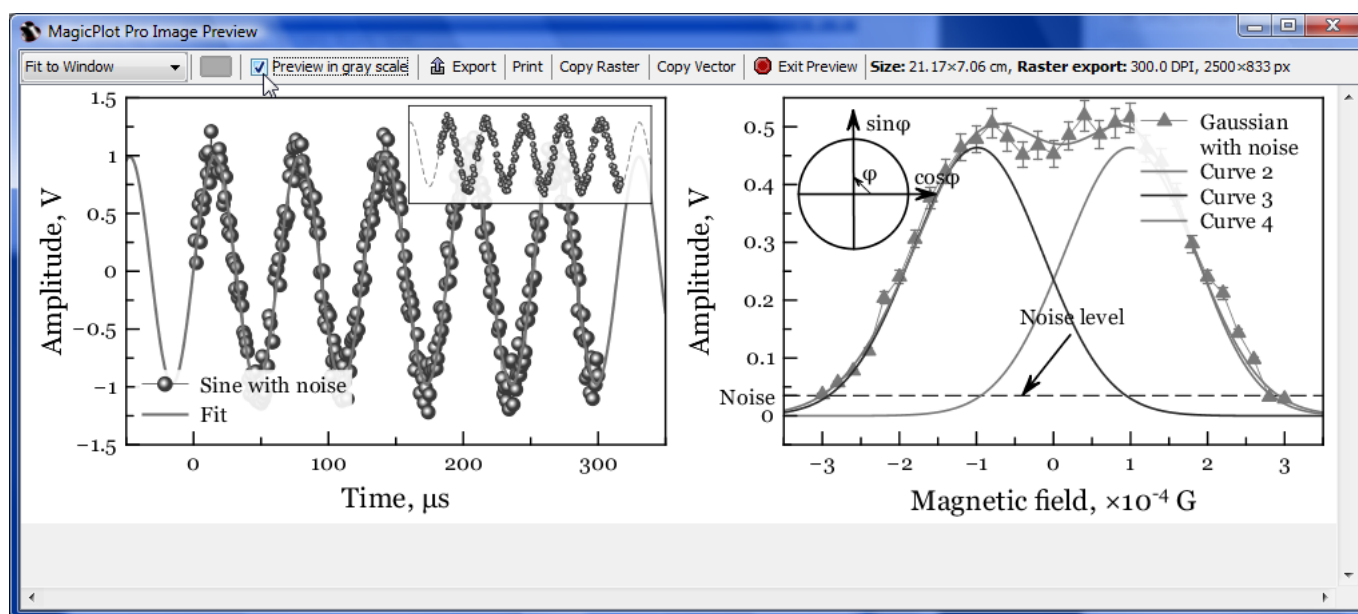 MagicPlot Pro Image Preview
Fit to Window Preview in gray scale Export Print Copy Raster Copy Vector Exit Preview Size: 21.17×7.06 cm, Raster export: 300.0 DPI, 2500×833 px
1.5
1
0.5
0
−0.5
−1
−1.5
Amplitude, V
Sine with noise
Fit
0 100 200 300
Time, μs
0.5
0.4
0.3
0.2
0.1
Noise
0
Amplitude, V
sinφ
φ
cosφ
Gaussian
with noise
Curve 2
Curve 3
Curve 4
Noise level
−3 −2 −1 0 1 2 3
Magnetic field, ×10⁻⁴ G